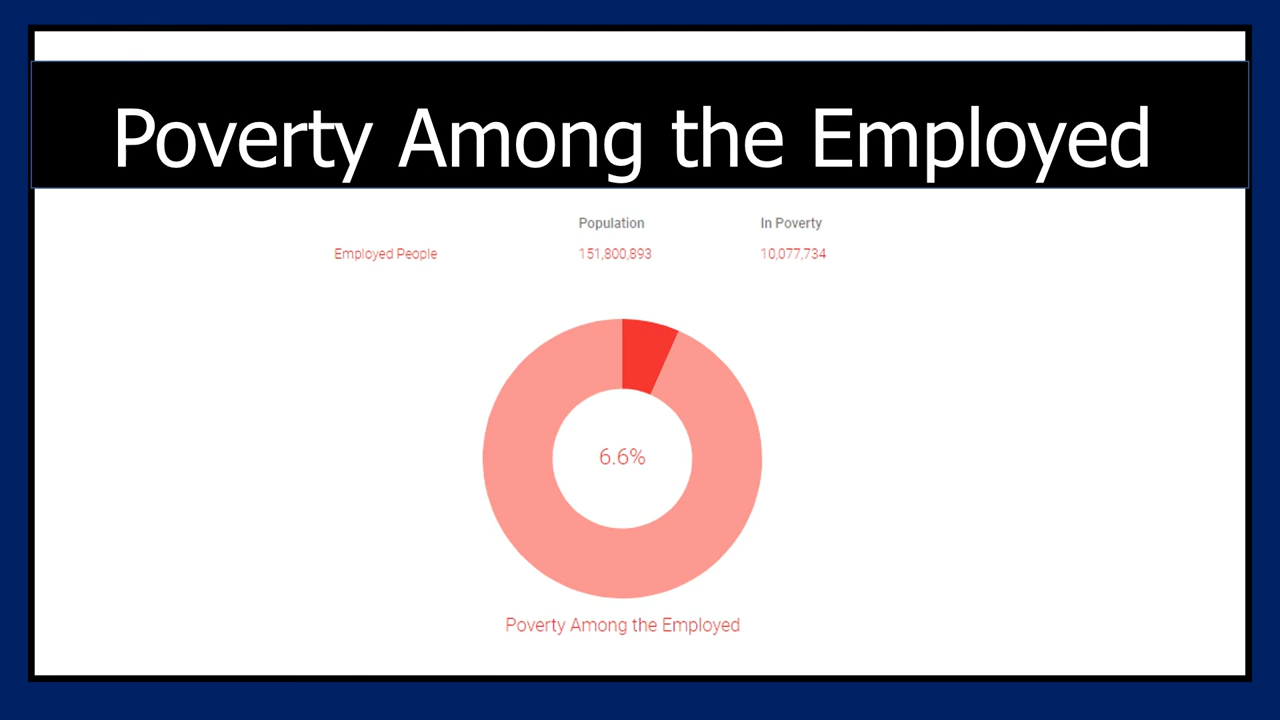 Poverty Among the Employed
Population In Poverty
Employed People 151,800,893 10,077,734
6.6%
Poverty Among the Employed